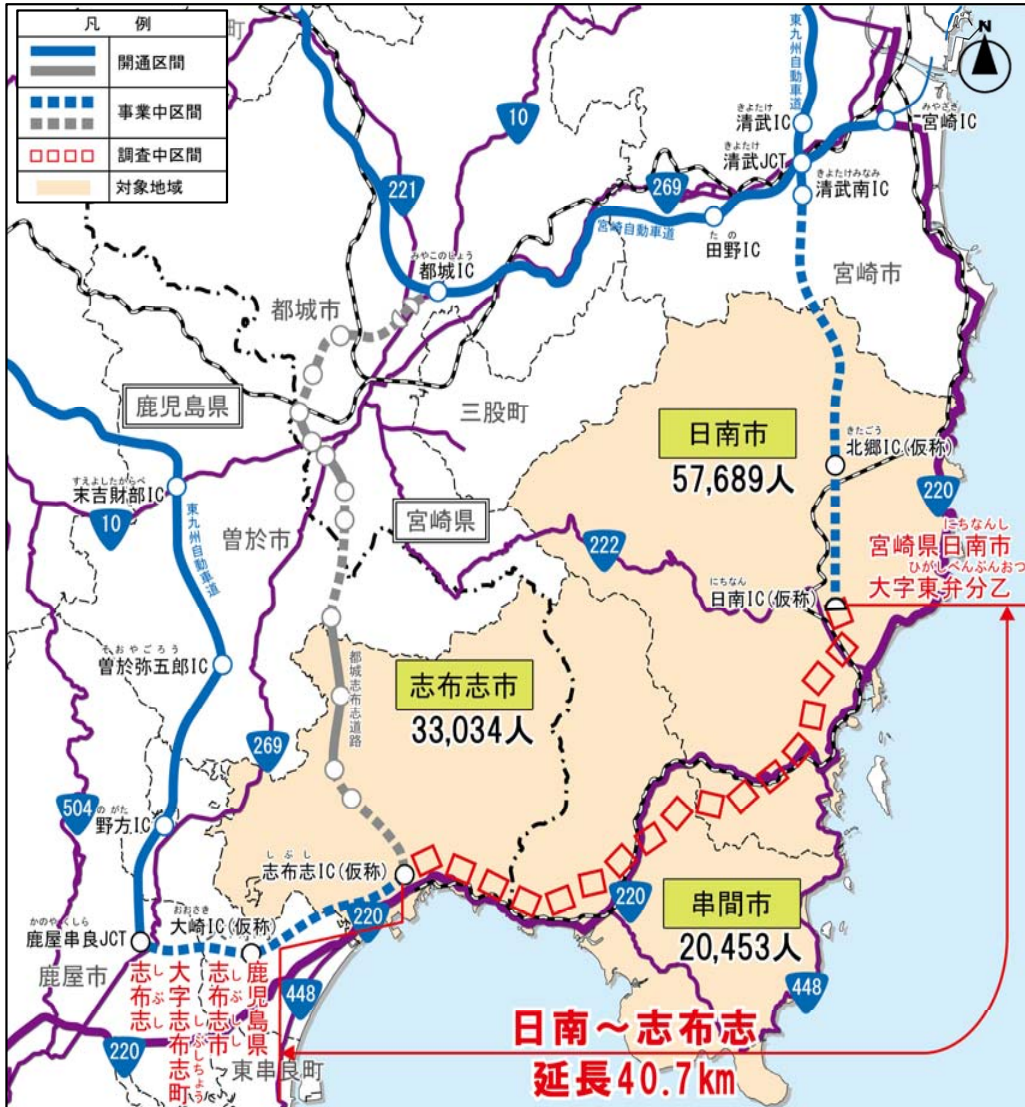 凡 例
開通区間
事業中区間
調査中区間
対象地域
町
N
東九州自動車道
10
221
269
みやざき
宮崎IC
きよたけ
清武IC
きよたけ
清武JCT
きよたけみなみ
清武南IC
宮崎自動車道
たの
田野IC
みやこのじょう
都城IC
都城市
宮崎市
鹿児島県
三股町
日南市
57,689人
きたごう
北郷IC(仮称)
220
すえよしたからべ
末吉財部IC
10
東九州自動車道
曽於市
宮崎県
222
にちなんし
宮崎県日南市
ひがしべんぶんおつ
大字東弁分乙
にちなん
日南IC(仮称)
そおやごろう
曽於弥五郎IC
都城志布志道路
志布志市
33,034人
269
504
のがた
野方IC
しぶし
志布志IC(仮称)
220
220
串間市
20,453人
かのやくしら
鹿屋串良JCT
おおさき
大崎IC(仮称)
鹿屋市
鹿児島県
志布志市
しぶしし
大字志布志町
しぶしちょう
志布志
しぶし
448
448
220
東串良町
日南～志布志
延長40.7km